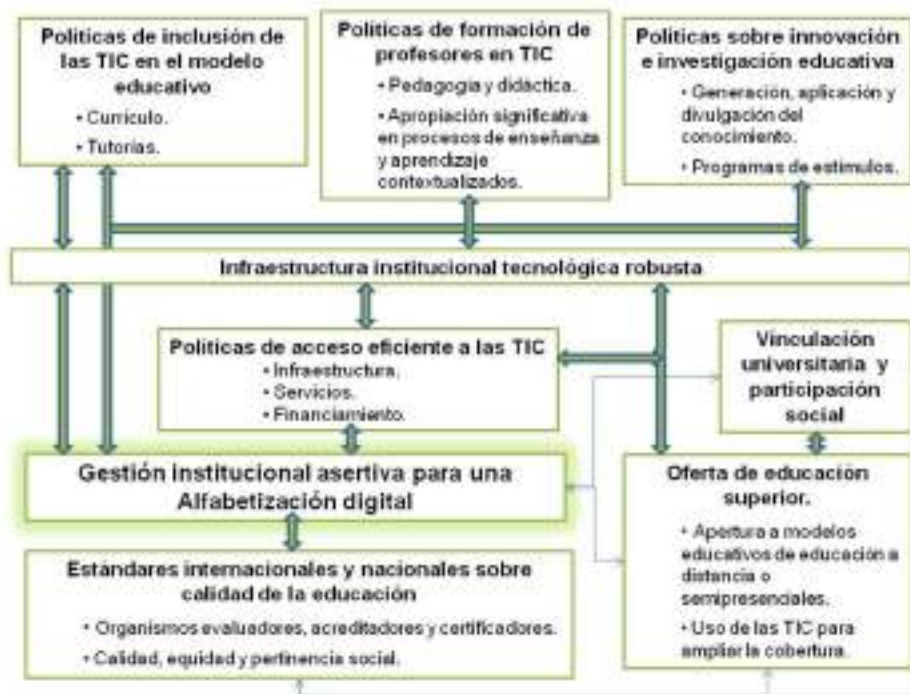 Políticas de inclusión de
las TIC en el modelo
educativo
• Currículo.
• Tutorías.
Políticas de formación de
profesores en TIC
• Pedagogía y didáctica.
• Apropiación significativa
en procesos de enseñanza
y aprendizaje
contextualizados.
Políticas sobre innovación
e investigación educativa
• Generación, aplicación y
divulgación del
conocimiento.
• Programas de estímulos.
Infraestructura institucional tecnológica robusta
Políticas de acceso eficiente a las TIC
• Infraestructura.
• Servicios.
• Financiamiento.
Vinculación
universitaria y
participación
social
Gestión institucional asertiva para una
Alfabetización digital
Oferta de educación
superior.
• Apertura a modelos
educativos de educación a
distancia o
semipresenciales.
• Uso de las TIC para
ampliar la cobertura.
Estándares internacionales y nacionales sobre
calidad de la educación
• Organismos evaluadores, acreditadores y certificadores.
• Calidad, equidad y pertinencia social.